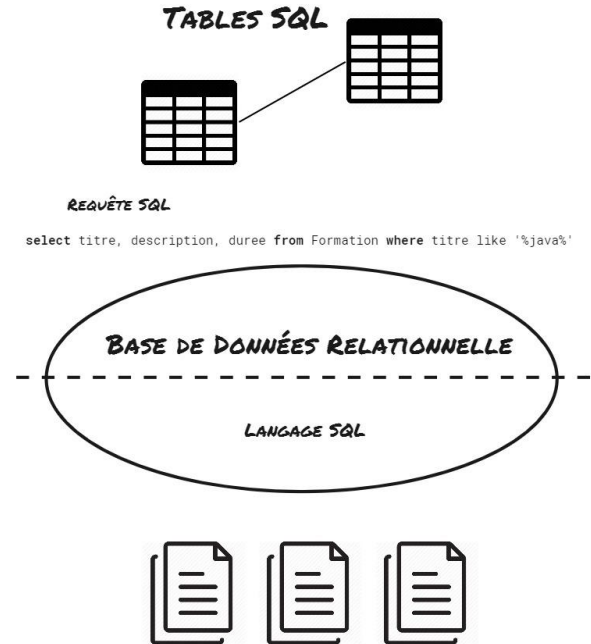 TABLES SQL
REQUÊTE SQL
select titre, description, duree from Formation where titre like '%java%'
BASE DE DONNÉES RELATIONNELLE
LANGAGE SQL